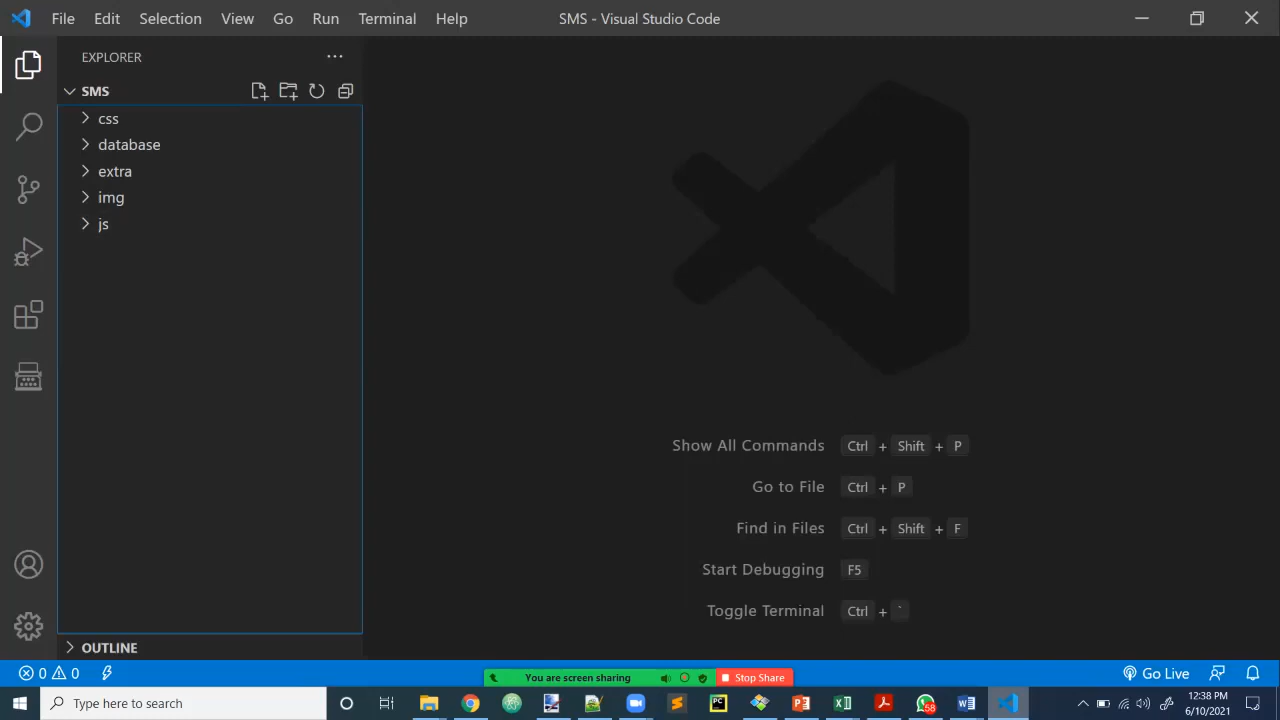 File Edit Selection View Go Run Terminal Help SMS - Visual Studio Code
EXPLORER
SMS
css
database
extra
img
js
Show All Commands Ctrl + Shift + P
Go to File Ctrl + P
Find in Files Ctrl + Shift + F
Start Debugging F5
Toggle Terminal Ctrl + `
OUTLINE
0 0 Go Live
You are screen sharing Stop Share
Type here to search
PC
58
12:38 PM
6/10/2021